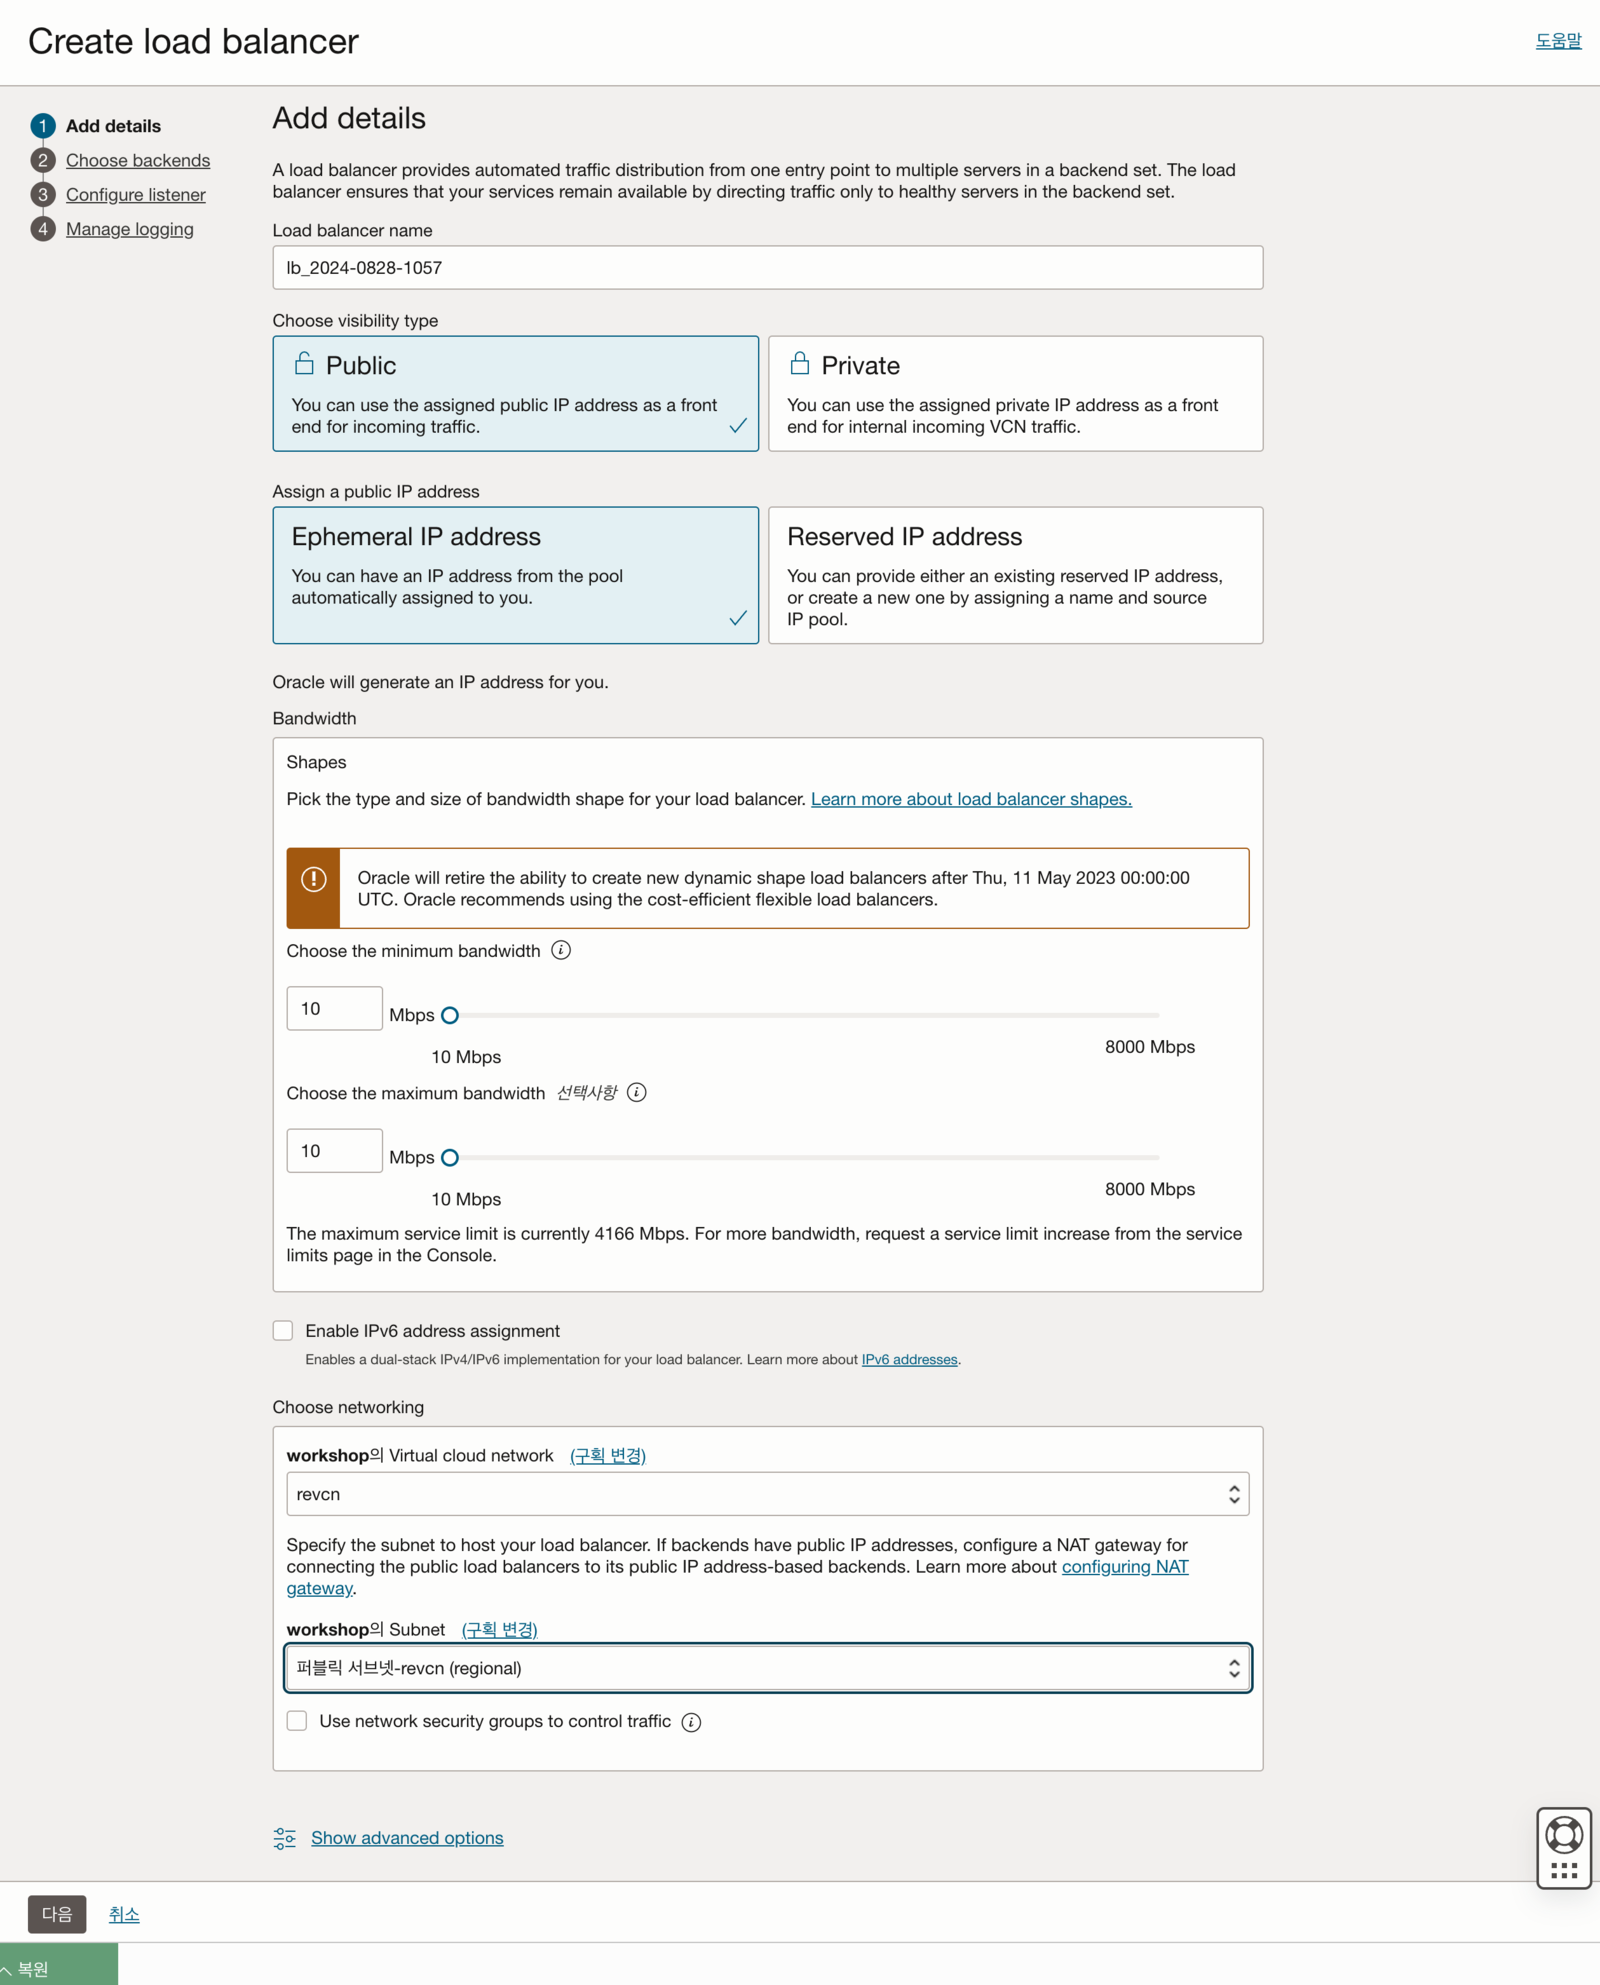 Create load balancer
도움말
1 Add details
2 Choose backends
3 Configure listener
4 Manage logging
Add details
A load balancer provides automated traffic distribution from one entry point to multiple servers in a backend set. The load
balancer ensures that your services remain available by directing traffic only to healthy servers in the backend set.
Load balancer name
lb_2024-0828-1057
Choose visibility type
Public
You can use the assigned public IP address as a front
end for incoming traffic.
Private
You can use the assigned private IP address as a front
end for internal incoming VCN traffic.
Assign a public IP address
Ephemeral IP address
You can have an IP address from the pool
automatically assigned to you.
Reserved IP address
You can provide either an existing reserved IP address,
or create a new one by assigning a name and source
IP pool.
Oracle will generate an IP address for you.
Bandwidth
Shapes
Pick the type and size of bandwidth shape for your load balancer. Learn more about load balancer shapes.
Oracle will retire the ability to create new dynamic shape load balancers after Thu, 11 May 2023 00:00:00
UTC. Oracle recommends using the cost-efficient flexible load balancers.
Choose the minimum bandwidth
10 Mbps
10 Mbps
8000 Mbps
Choose the maximum bandwidth 선택사항
10 Mbps
10 Mbps
8000 Mbps
The maximum service limit is currently 4166 Mbps. For more bandwidth, request a service limit increase from the service
limits page in the Console.
Enable IPv6 address assignment
Enables a dual-stack IPv4/IPv6 implementation for your load balancer. Learn more about IPv6 addresses.
Choose networking
workshop의 Virtual cloud network (구획 변경)
revcn
Specify the subnet to host your load balancer. If backends have public IP addresses, configure a NAT gateway for
connecting the public load balancers to its public IP address-based backends. Learn more about configuring NAT
gateway.
workshop의 Subnet (구획 변경)
퍼블릭 서브넷-revcn (regional)
Use network security groups to control traffic
Show advanced options
다음 취소
복원